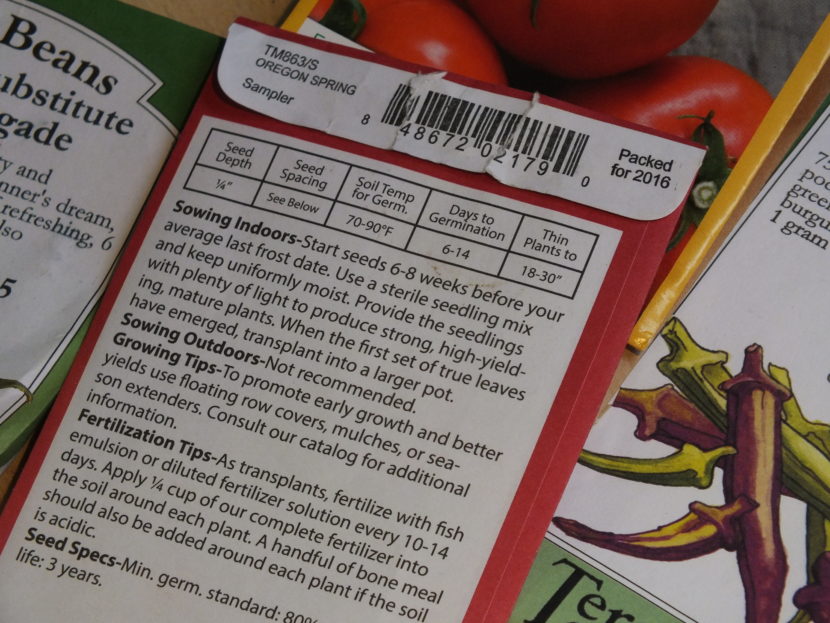 Beans
ubstitute
gade
ty and
nner's dream,
refreshing, 6
lso
5
TM863/S
OREGON SPRING
Sampler
8 48672 02179 0
Packed
for 2016
Seed Depth
Seed Spacing
Soil Temp for Germ.
Days to Germination
Thin Plants to
¼"
See Below
70-90°F
6-14
18-30"
Sowing Indoors-Start seeds 6-8 weeks before your
average last frost date. Use a sterile seedling mix
and keep uniformly moist. Provide the seedlings
with plenty of light to produce strong, high-yield-
ing, mature plants. When the first set of true leaves
have emerged, transplant into a larger pot.
Sowing Outdoors-Not recommended.
Growing Tips-To promote early growth and better
yields use floating row covers, mulches, or sea-
son extenders. Consult our catalog for additional
information.
Fertilization Tips-As transplants, fertilize with fish
emulsion or diluted fertilizer solution every 10-14
days. Apply ¼ cup of our complete fertilizer into
the soil around each plant. A handful of bone meal
should also be added around each plant if the soil
is acidic.
Seed Specs-Min. germ. standard: 80%
life: 3 years.
75
po
green
burgu
1 gram
Ter